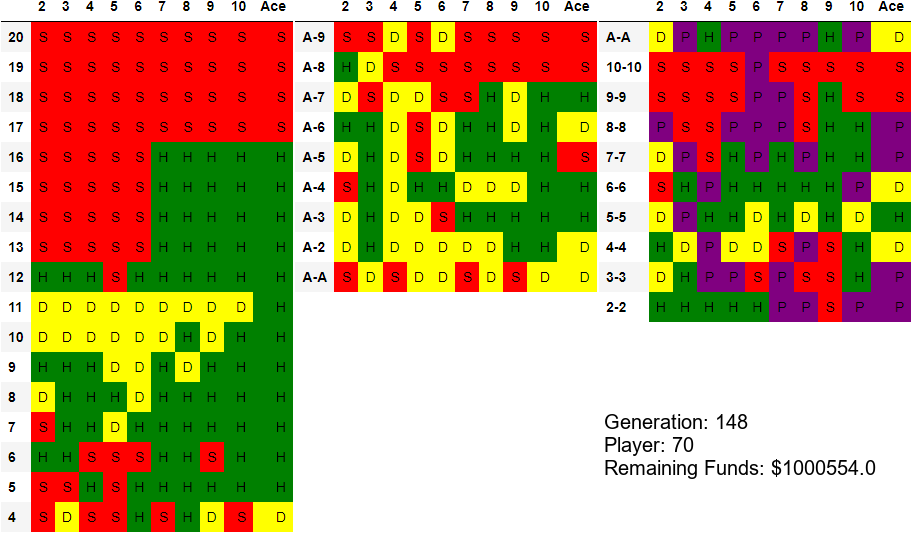 2 3 4 5 6 7 8 9 10 Ace
20 S S S S S S S S S S
19 S S S S S S S S S S
18 S S S S S S S S S S
17 S S S S S S S S S S
16 S S S S S H H H H H
15 S S S S S H H H H H
14 S S S S S H H H H H
13 S S S S S H H H H H
12 H H H S H H H H H H
11 D D D D D D D D D H
10 D D D D D D H D H H
9 H H H D D H D H H H
8 D H H H D H H H H H
7 S H H D H H H H H H
6 H H S S S H H S H H
5 S S H S H H H H H H
4 S D S S H S H D S D
2 3 4 5 6 7 8 9 10 Ace
A-9 S S D S D S S S S S
A-8 H D S S S S S S S S
A-7 D S D D S S H D H H
A-6 H H D S D H H D H D
A-5 D H D S D H H H H S
A-4 S H D H H D D D H H
A-3 D H D D S H H H H H
A-2 D H D D D D D H H D
A-A S D S D D S D S D D
2 3 4 5 6 7 8 9 10 Ace
A-A D P H P P P P H P D
10-10 S S S S P S S S S S
9-9 S S S S P P S H S S
8-8 P S S P P P S H H P
7-7 D P S H P H P H H P
6-6 S H P H H H H H P D
5-5 D P H H D H D H D H
4-4 H D P D D S P S H D
3-3 D H P P S P S S H P
2-2 H H H H H P P S P P
Generation: 148
Player: 70
Remaining Funds: $1000554.0